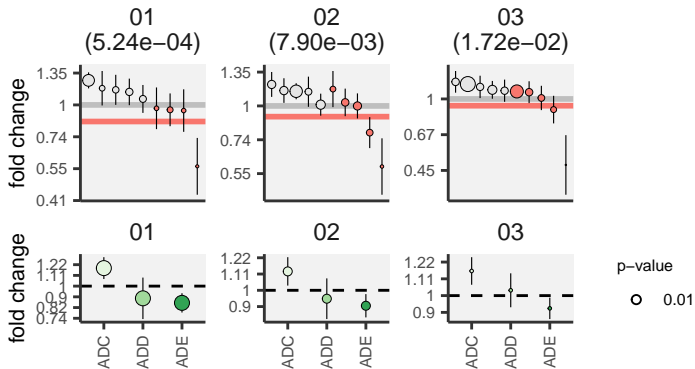 01
(5.24e−04)
02
(7.90e−03)
03
(1.72e−02)
fold change
1.35
1
0.74
0.55
0.41
1.35
1
0.74
0.55
1
0.67
0.45
01
02
03
fold change
1.22
1.11
1
0.9
0.82
0.74
1.22
1.11
1
0.9
1.22
1.11
1
0.9
ADC
ADD
ADE
ADC
ADD
ADE
ADC
ADD
ADE
p−value
0.01